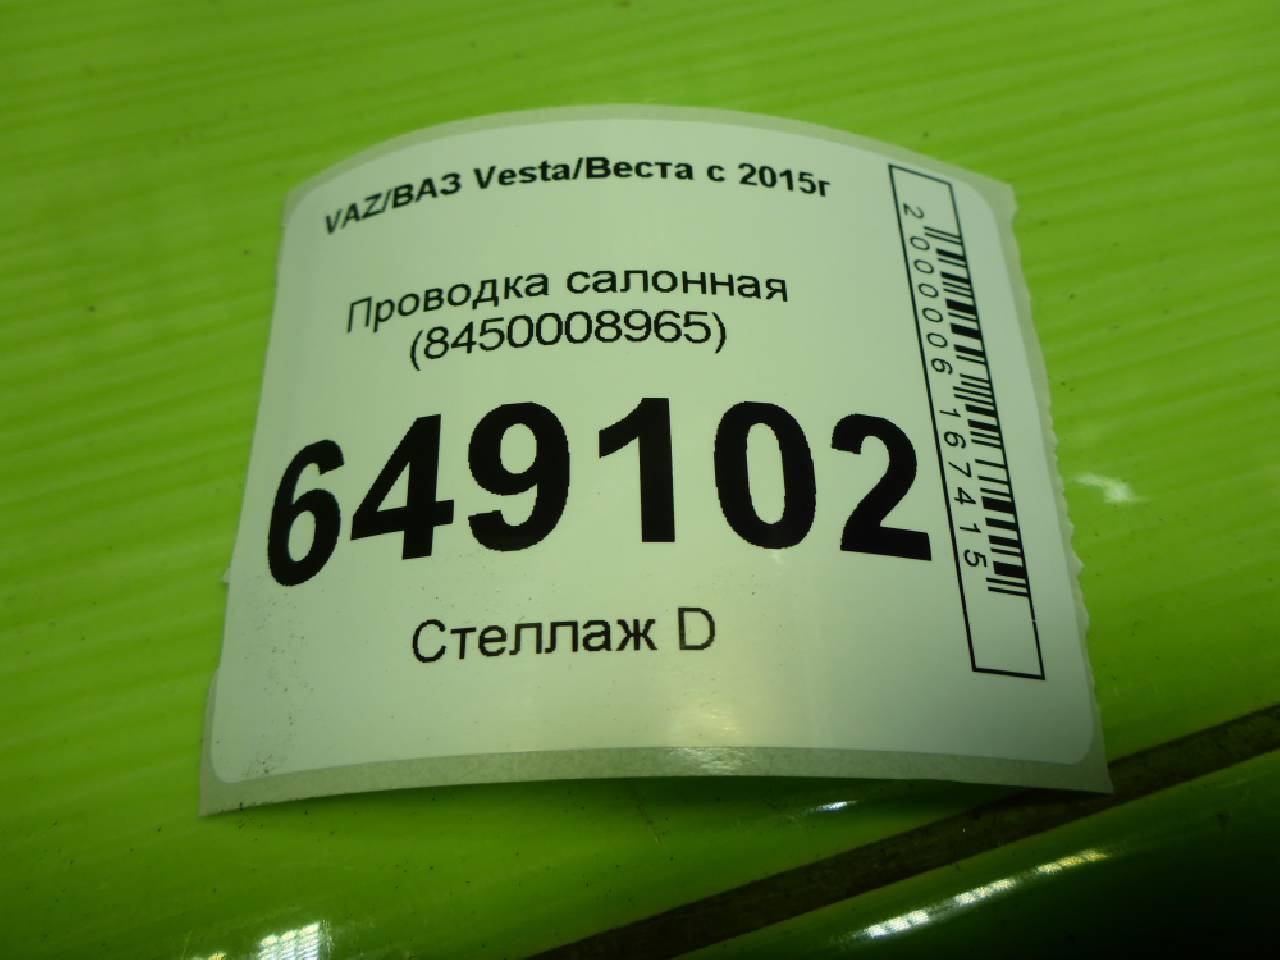 VAZ/ВАЗ Vesta/Веста с 2015г
Проводка салонная
(8450008965)
649102
Стеллаж D
2000006167415